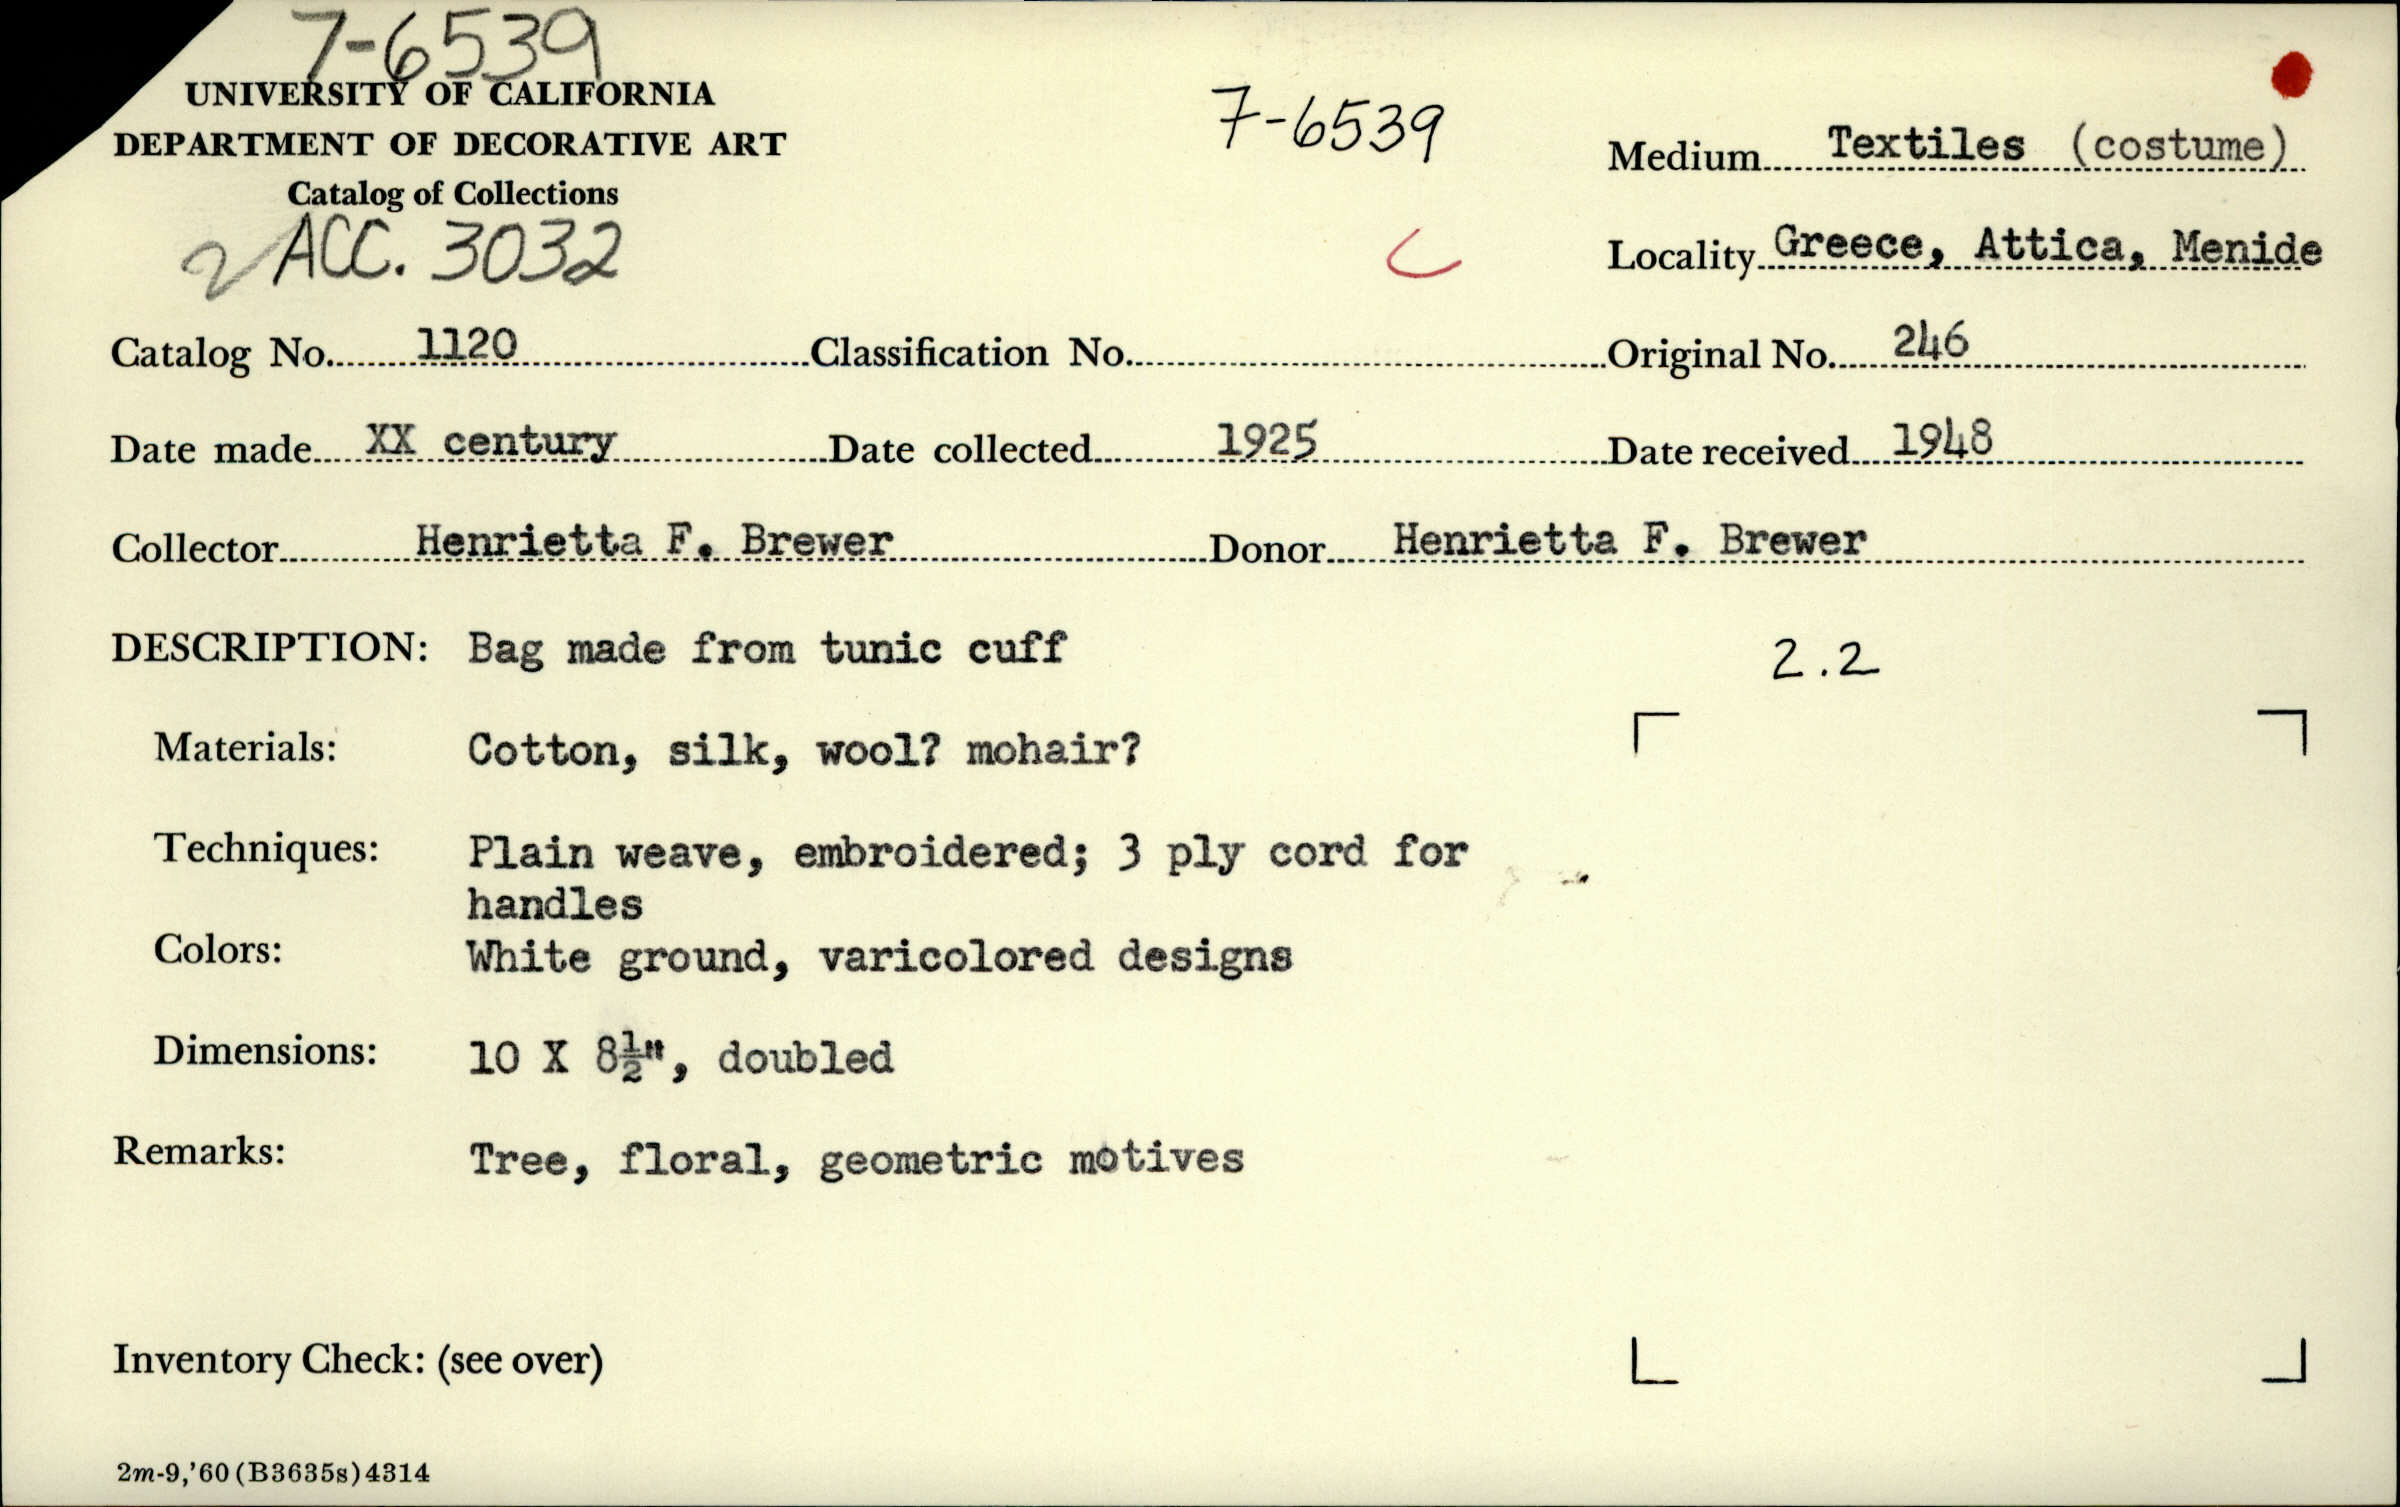 7-6539
UNIVERSITY OF CALIFORNIA
DEPARTMENT OF DECORATIVE ART
Catalog of Collections
ACC. 3032
7-6539
Medium Textiles (costume)
Locality Greece, Attica, Menide
Catalog No. 1120 Classification No. Original No. 246
Date made XX century Date collected 1925 Date received 1948
Collector Henrietta F. Brewer Donor Henrietta F. Brewer
DESCRIPTION: Bag made from tunic cuff
2.2
Materials: Cotton, silk, wool? mohair?
Techniques: Plain weave, embroidered; 3 ply cord for
handles
Colors: White ground, varicolored designs
Dimensions: 10 X 8½", doubled
Remarks: Tree, floral, geometric motives
Inventory Check: (see over)
2m-9,'60(B3635s)4314